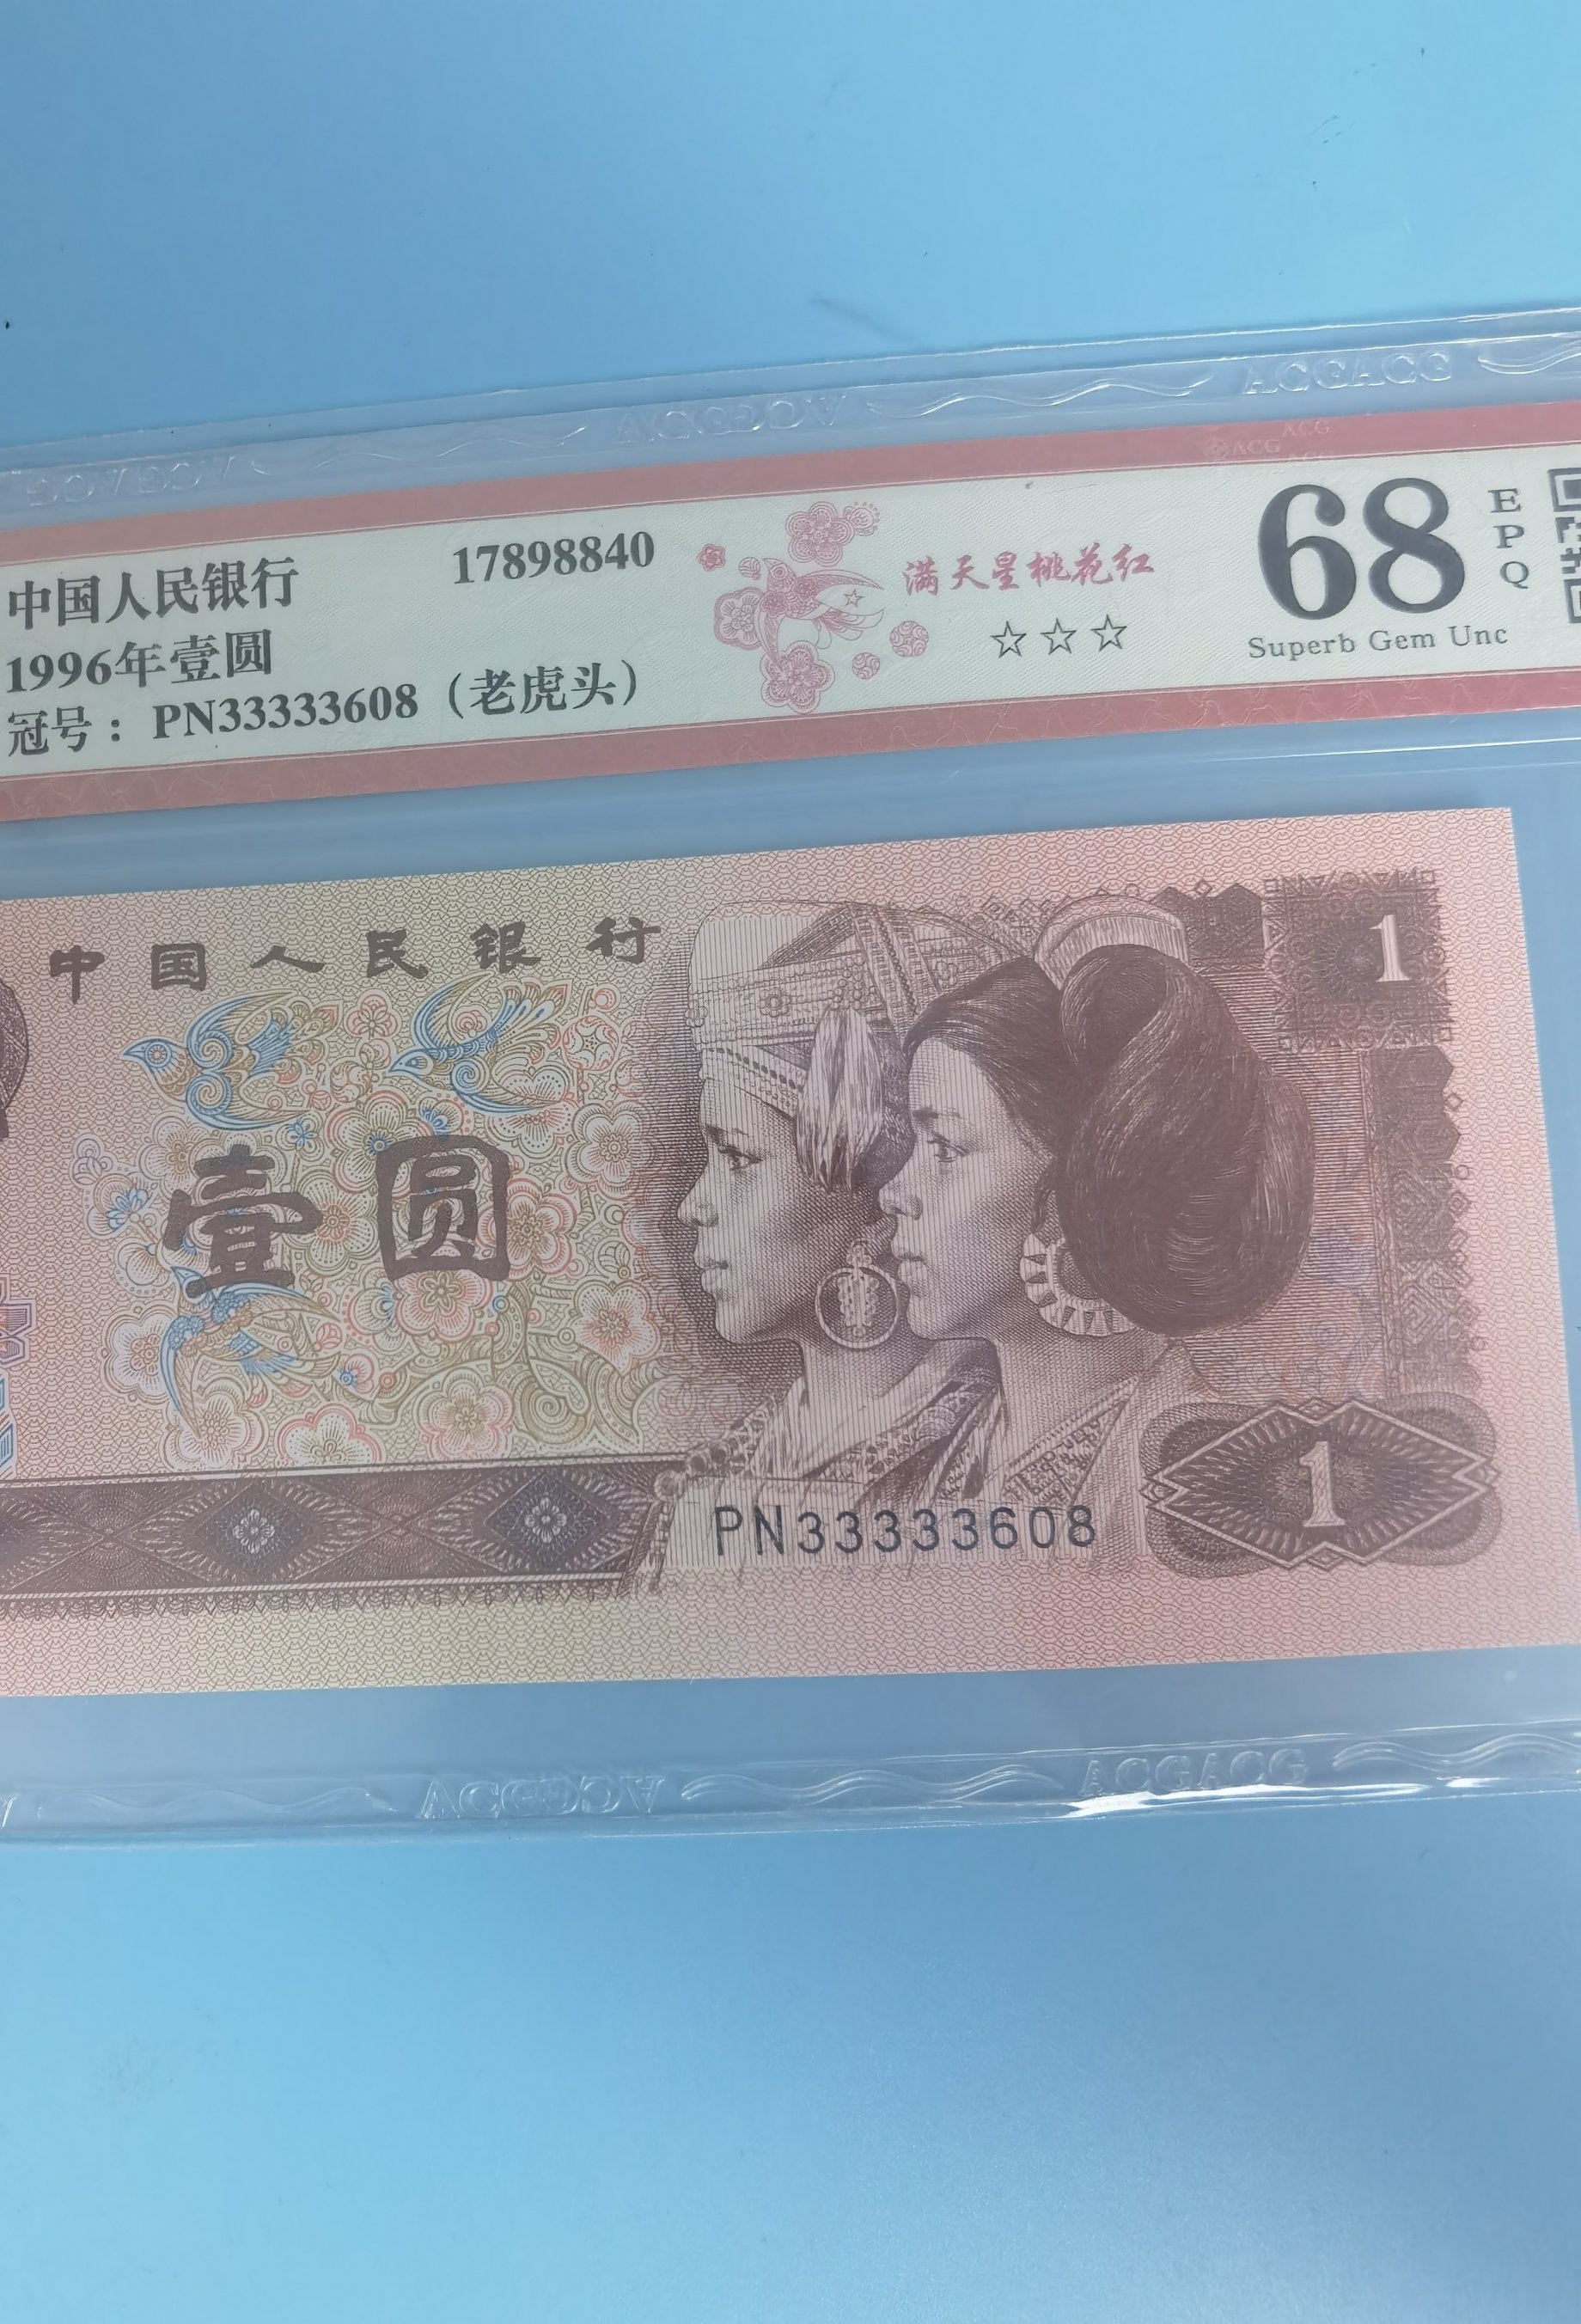 ACGACG
ACGACG
ACGACG
ACG
ACG
中国人民银行
17898840
1996年壹圆
冠号：PN33333608（老虎头）
满天星桃花红
☆☆☆
68
EPQ
Superb Gem Unc
中国人民银行
1
壹圆
PN33333608
1
ACGACG
ACGACG